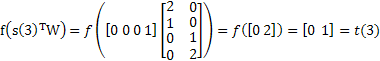 f(s(3)ᵀW) = f([0 0 0 1] [2 0; 1 0; 0 1; 0 2]) = f([0 2]) = [0 1] = t(3)